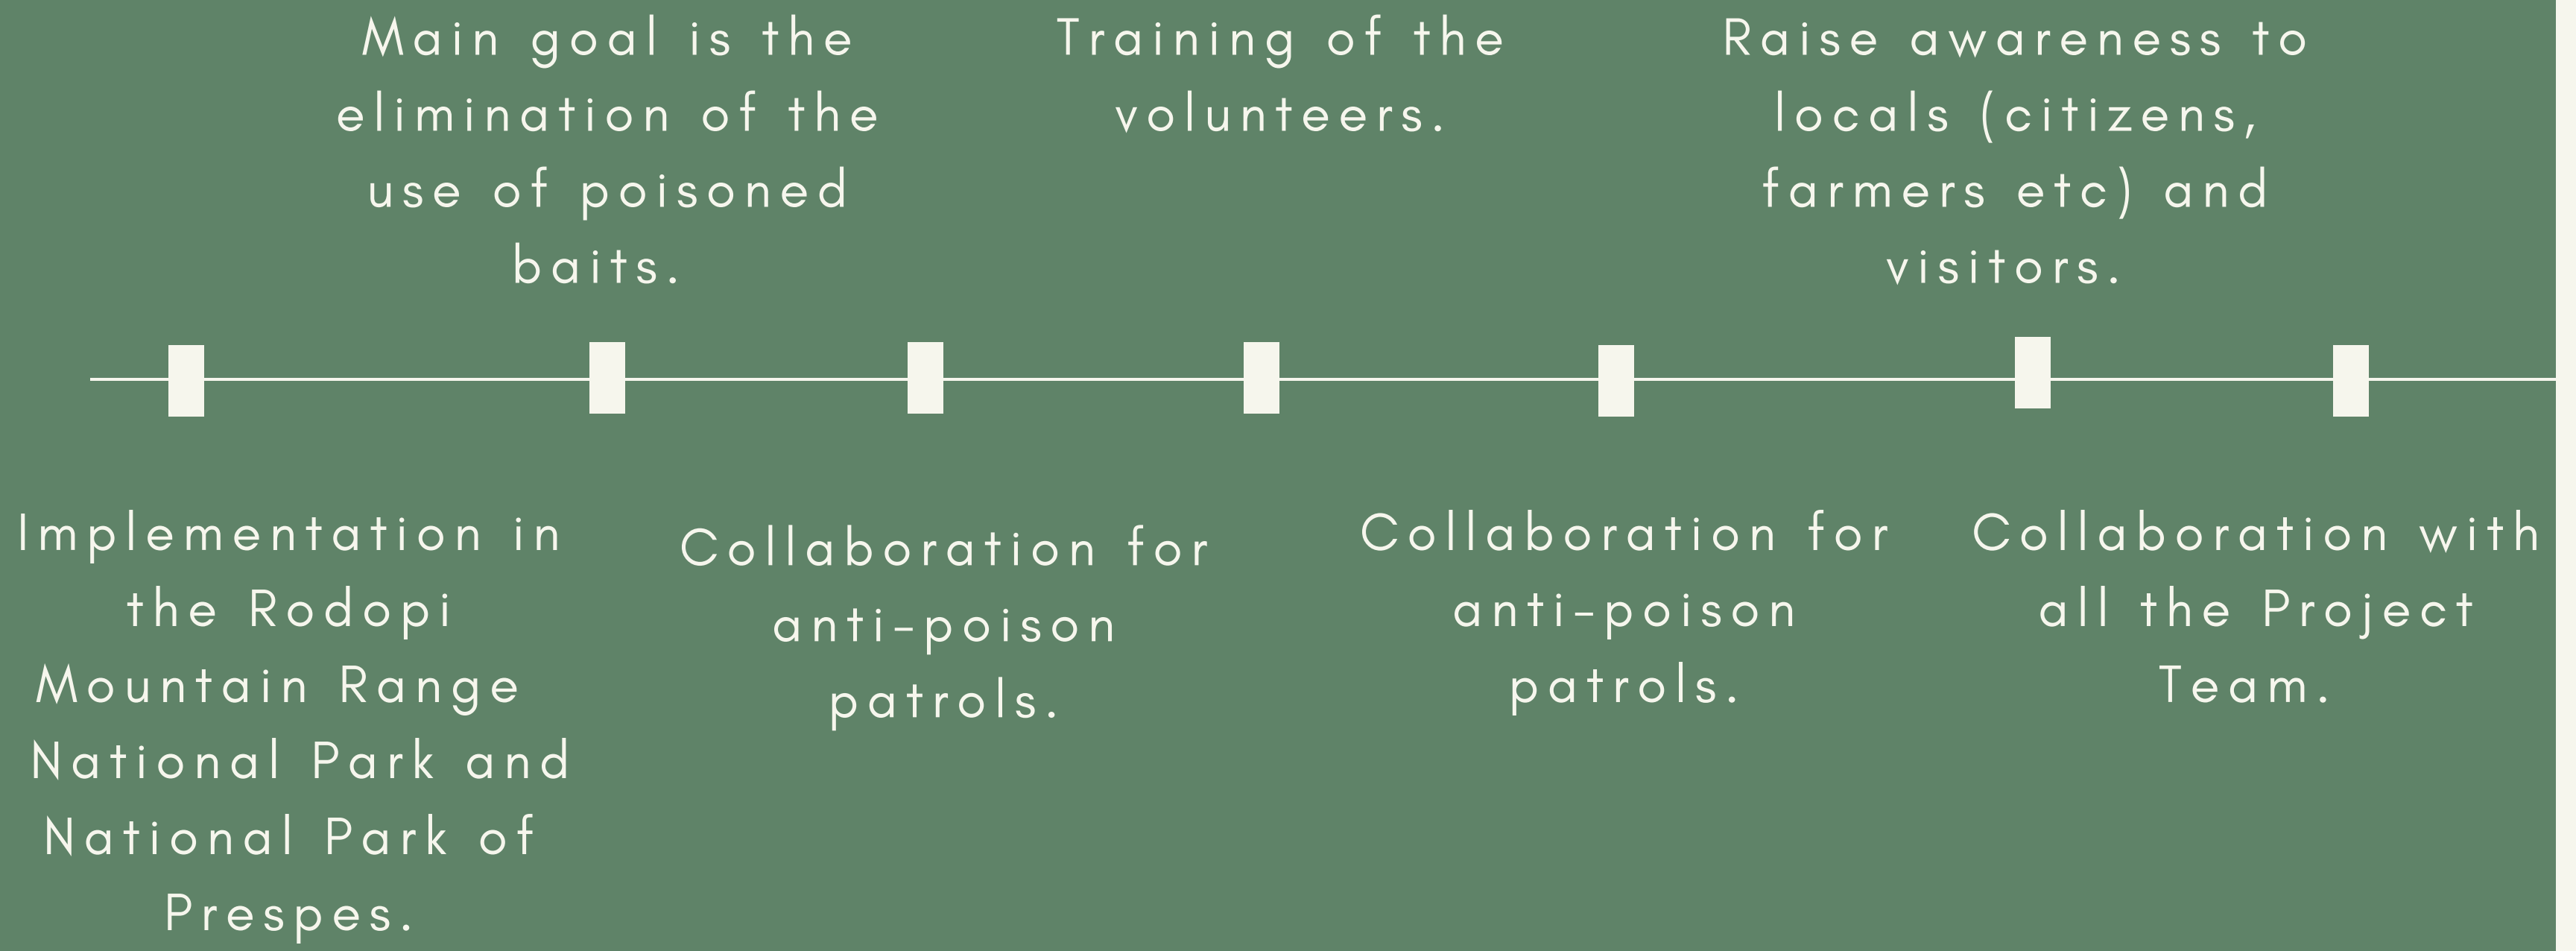 Main goal is the
elimination of the
use of poisoned
baits.
Training of the
volunteers.
Raise awareness to
locals (citizens,
farmers etc) and
visitors.
Implementation in
the Rodopi
Mountain Range
National Park and
National Park of
Prespes.
Collaboration for
anti-poison
patrols.
Collaboration for
anti-poison
patrols.
Collaboration with
all the Project
Team.